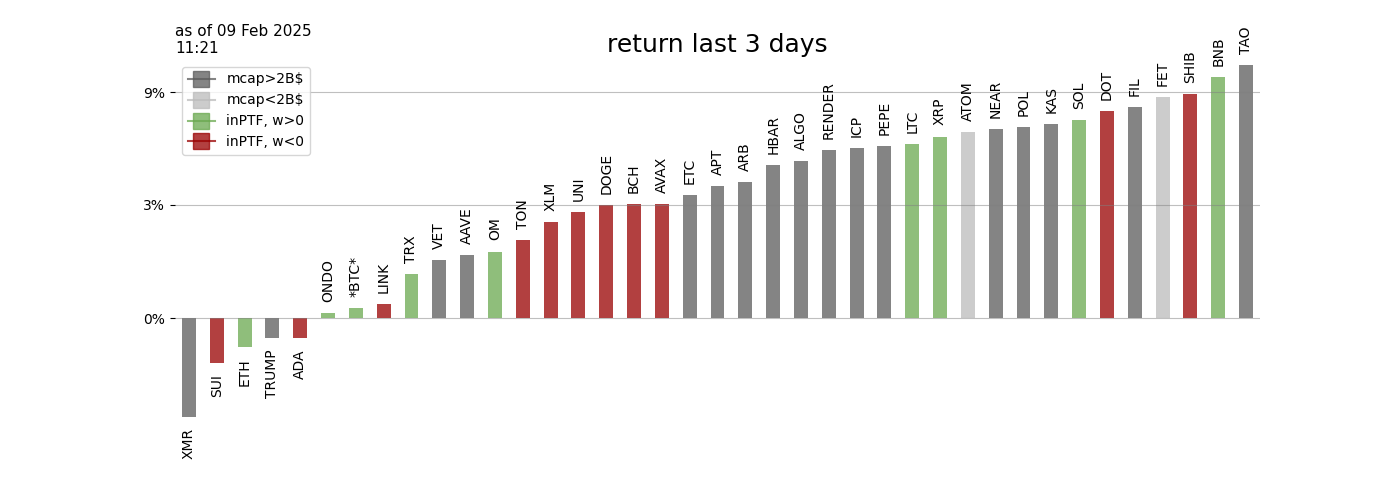 as of 09 Feb 2025
11:21
return last 3 days
mcap>2B$
mcap<2B$
inPTF, w>0
inPTF, w<0
9%
3%
0%
XMR
SUI
ETH
TRUMP
ADA
ONDO
*BTC*
LINK
TRX
VET
AAVE
OM
TON
XLM
UNI
DOGE
BCH
AVAX
ETC
APT
ARB
HBAR
ALGO
RENDER
ICP
PEPE
LTC
XRP
ATOM
NEAR
POL
KAS
SOL
DOT
FIL
FET
SHIB
BNB
TAO